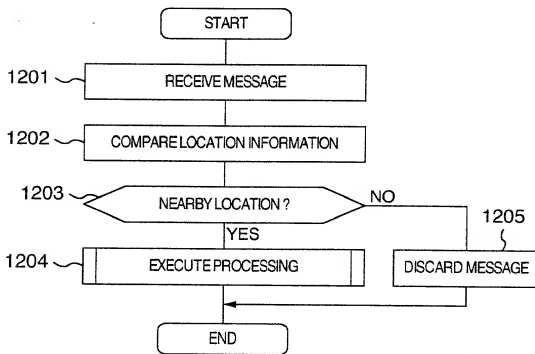 START
1201 RECEIVE MESSAGE
1202 COMPARE LOCATION INFORMATION
1203 NEARBY LOCATION ?
NO
YES
1204 EXECUTE PROCESSING
1205
DISCARD MESSAGE
END